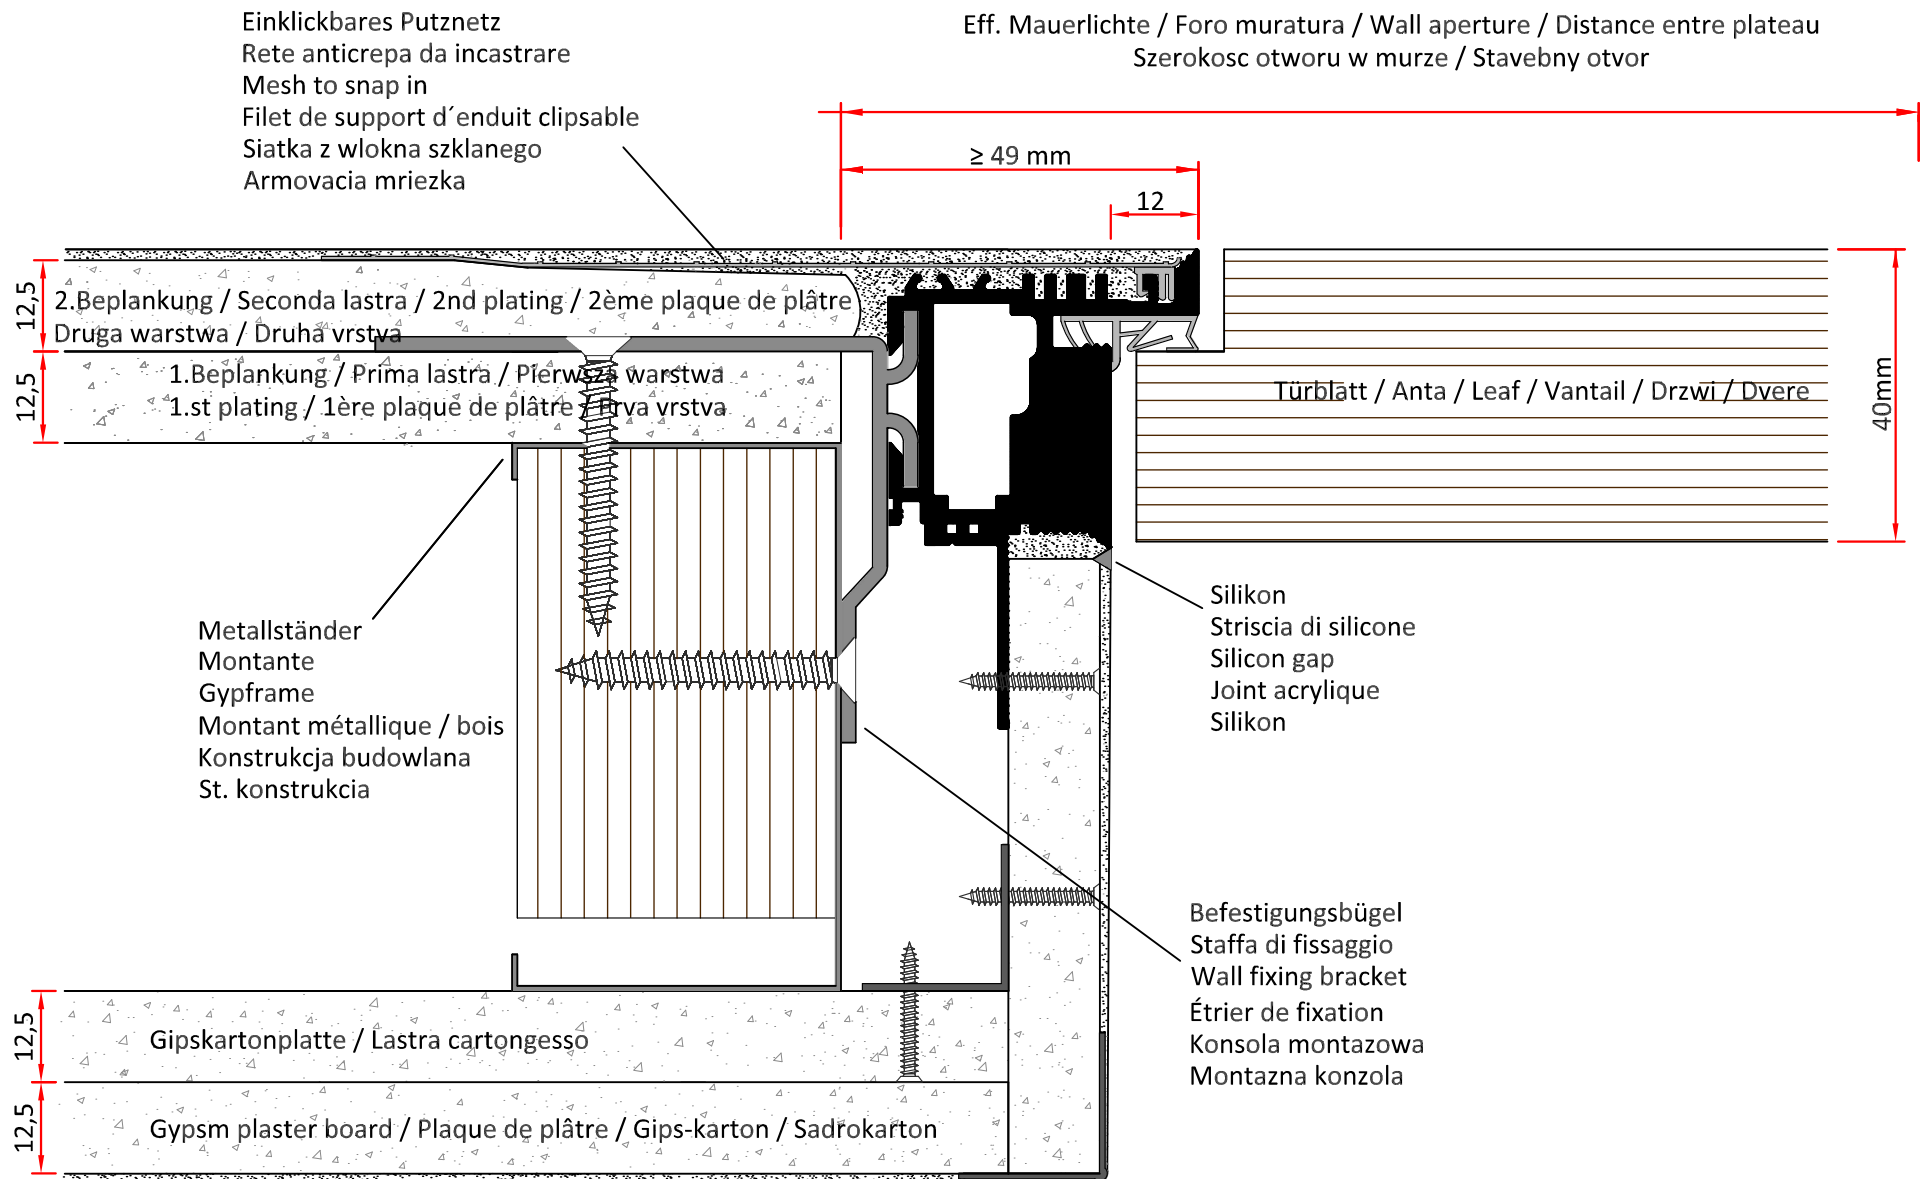 Einklickbares Putznetz
Rete anticrepa da incastrare
Mesh to snap in
Filet de support d´enduit clipsable
Siatka z wlokna szklanego
Armovacia mriezka
Eff. Mauerlichte / Foro muratura / Wall aperture / Distance entre plateau
Szerokosc otworu w murze / Stavebny otvor
≥ 49 mm
12
12,5
2.Beplankung / Seconda lastra / 2nd plating / 2ème plaque de plâtre
Druga warstwa / Druha vrstva
12,5
1.Beplankung / Prima lastra / Pierwsza warstwa
1.st plating / 1ère plaque de plâtre / Prva vrstva
Türblatt / Anta / Leaf / Vantail / Drzwi / Dvere
40mm
Metallständer
Montante
Gypframe
Montant métallique / bois
Konstrukcja budowlana
St. konstrukcia
Silikon
Striscia di silicone
Silicon gap
Joint acrylique
Silikon
Befestigungsbügel
Staffa di fissaggio
Wall fixing bracket
Étrier de fixation
Konsola montazowa
Montazna konzola
12,5
Gipskartonplatte / Lastra cartongesso
12,5
Gypsm plaster board / Plaque de plâtre / Gips-karton / Sadrokarton